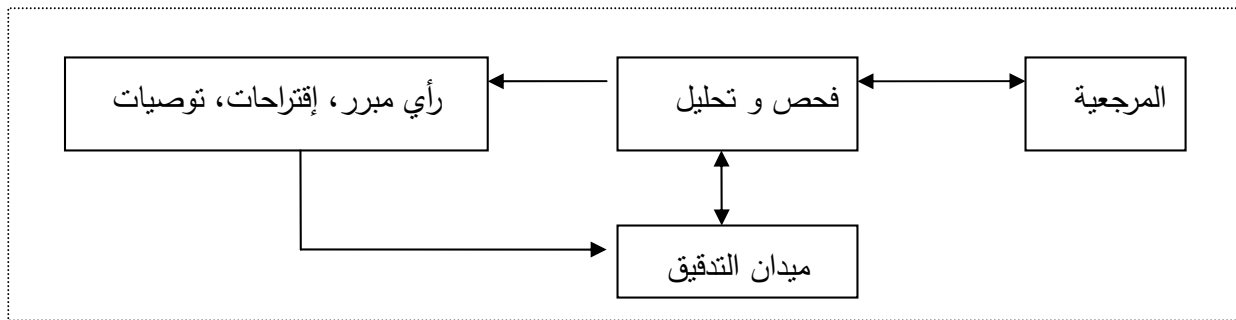 المرجعية
فحص و تحليل
رأي مبرر، إقتراحات، توصيات
ميدان التدقيق